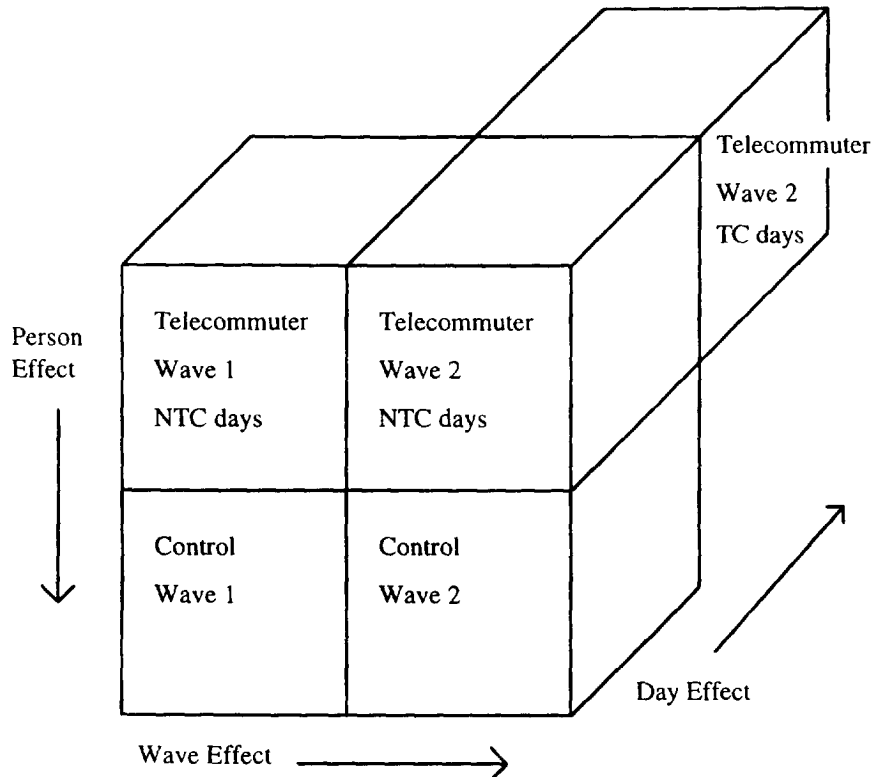 Telecommuter
Wave 2
TC days
Person
Effect
Telecommuter
Wave 1
NTC days
Telecommuter
Wave 2
NTC days
Control
Wave 1
Control
Wave 2
Day Effect
Wave Effect